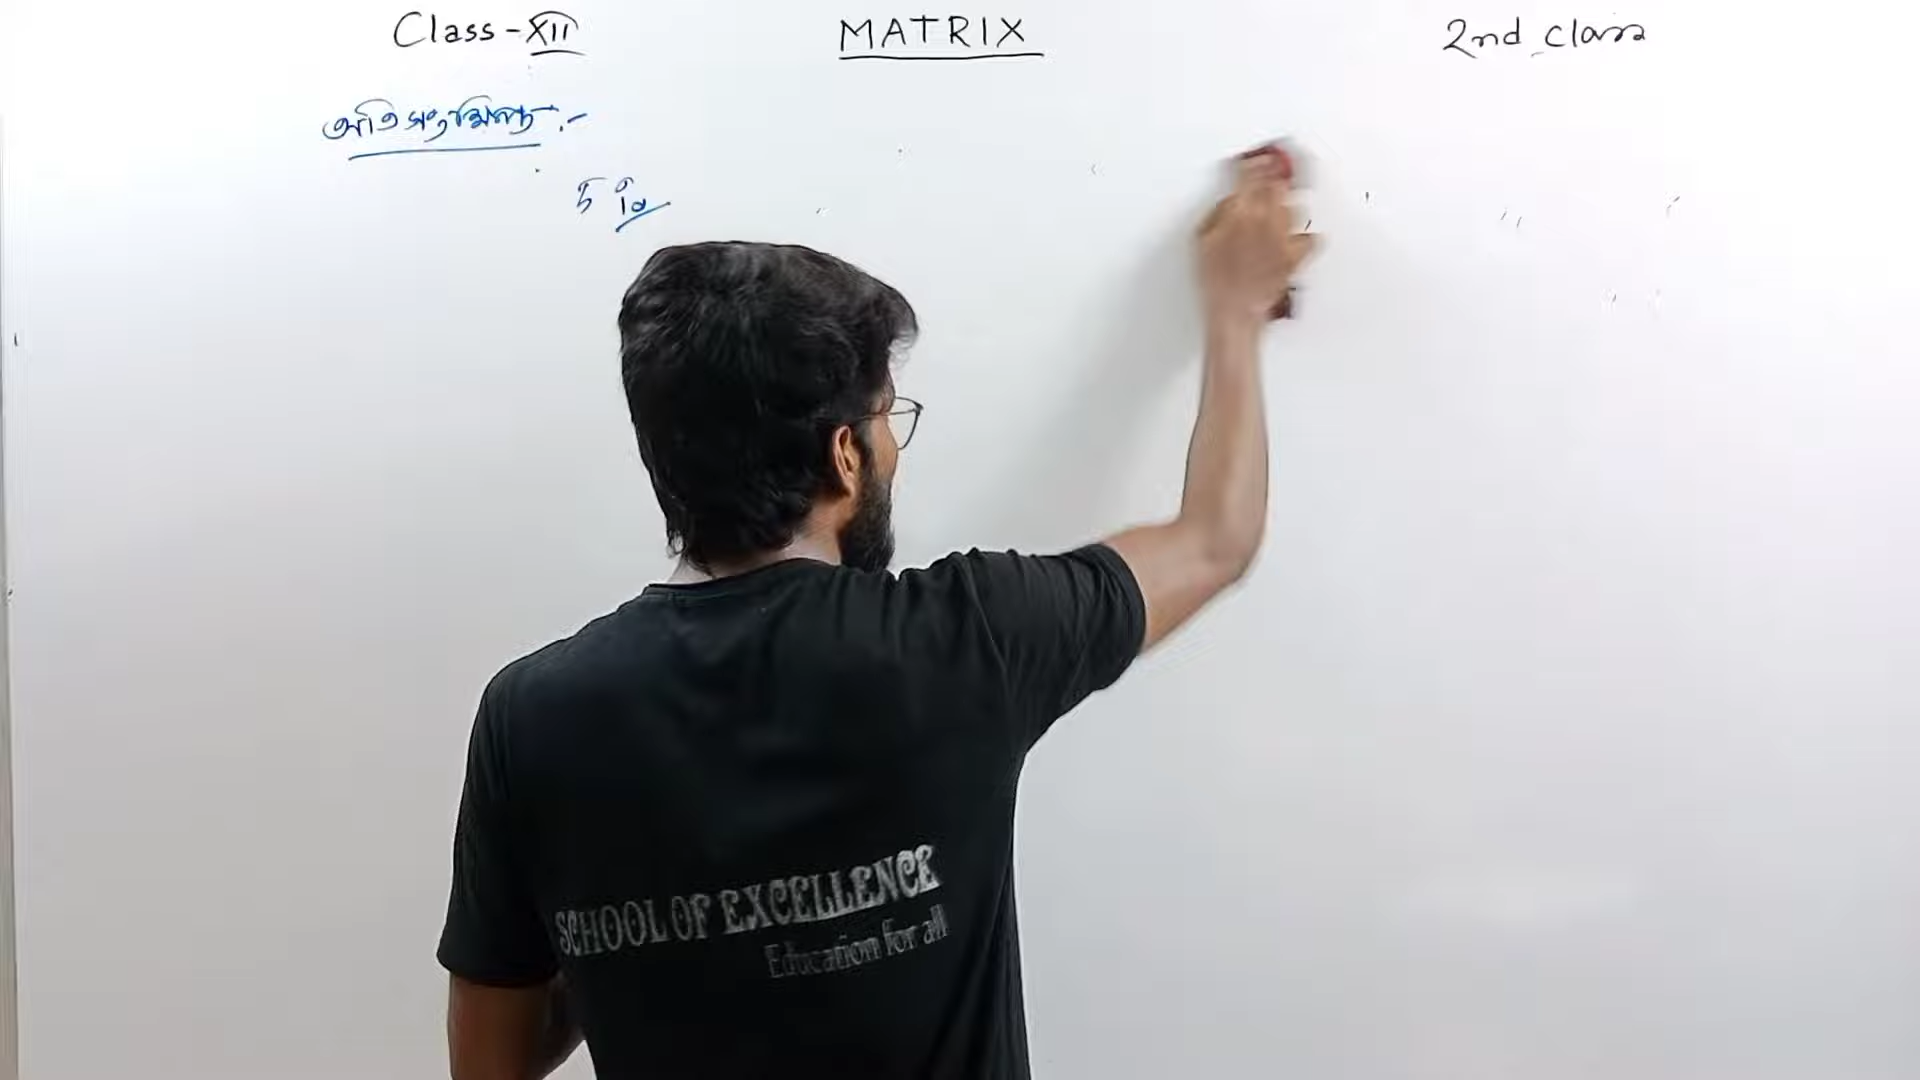 Class - XII MATRIX 2nd class
অতি সংক্ষিপ্ত :-
SCHOOL OF EXCELLENCE
Education for all